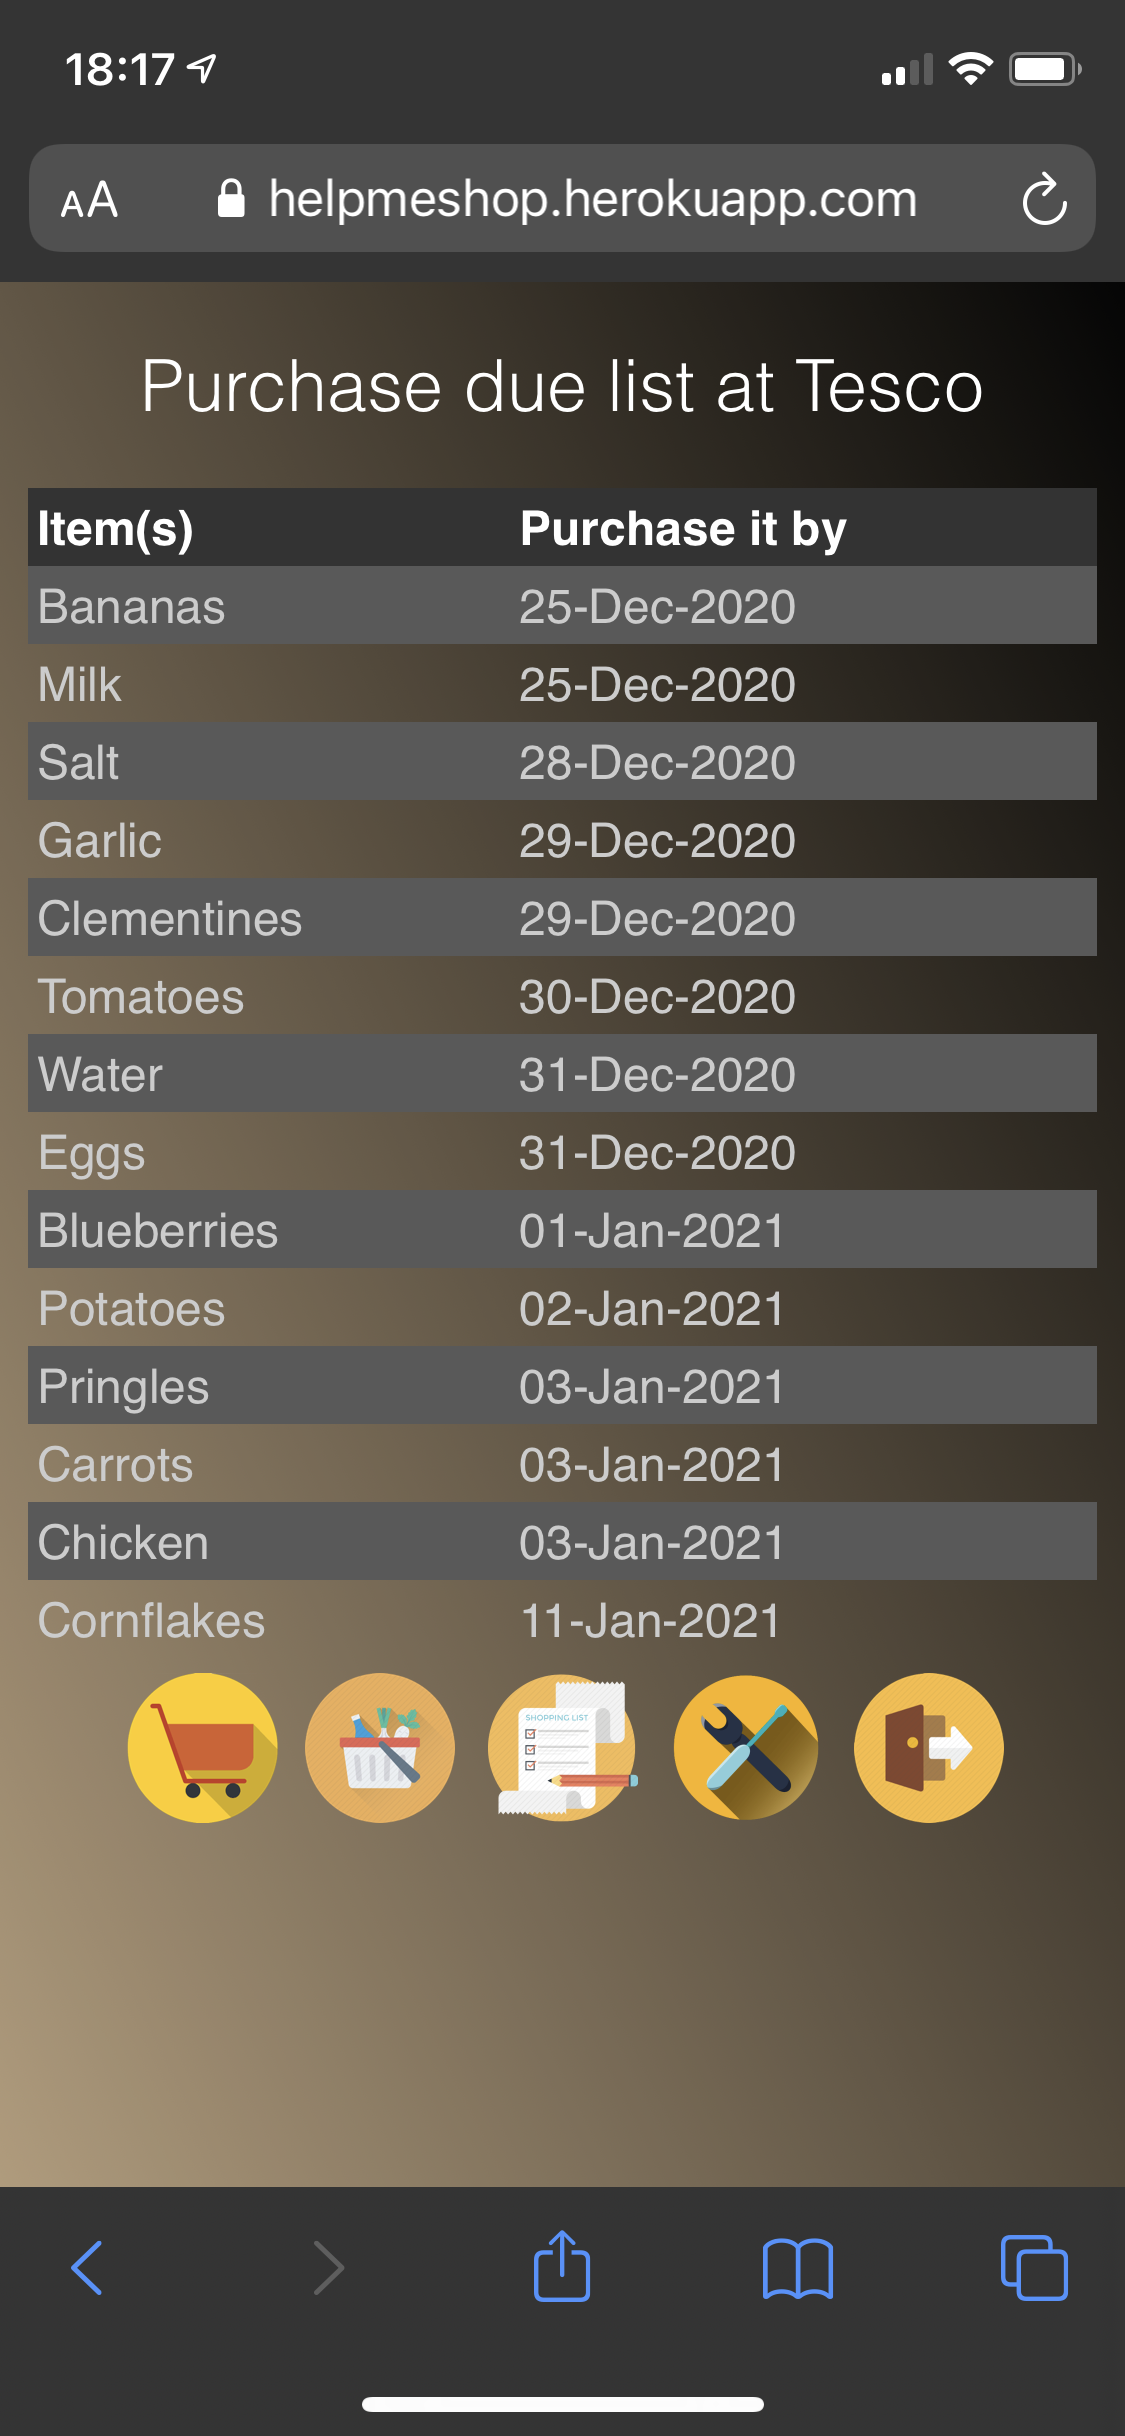 18:17
AA helpmeshop.herokuapp.com
Purchase due list at Tesco
Item(s) Purchase it by
Bananas 25-Dec-2020
Milk 25-Dec-2020
Salt 28-Dec-2020
Garlic 29-Dec-2020
Clementines 29-Dec-2020
Tomatoes 30-Dec-2020
Water 31-Dec-2020
Eggs 31-Dec-2020
Blueberries 01-Jan-2021
Potatoes 02-Jan-2021
Pringles 03-Jan-2021
Carrots 03-Jan-2021
Chicken 03-Jan-2021
Cornflakes 11-Jan-2021
SHOPPING LIST